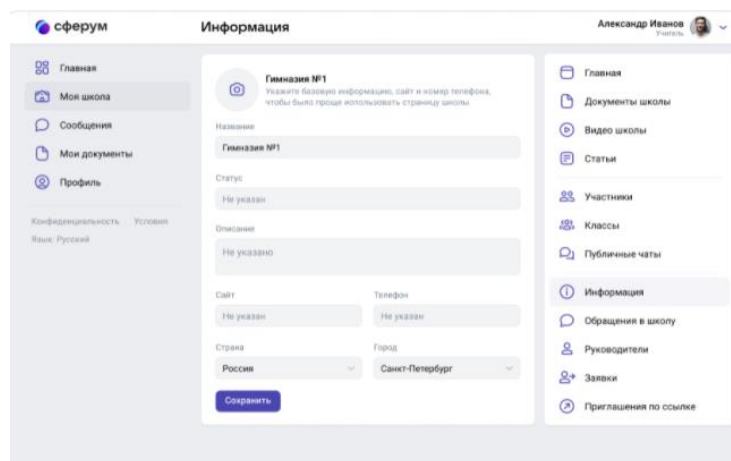 сферум
Информация
Александр Иванов
Учитель
Главная
Моя школа
Сообщения
Мои документы
Профиль
Конфиденциальность Условия
Язык: Русский
Гимназия №1
Укажите базовую информацию, сайт и номер телефона,
чтобы было проще использовать страницу школы
Название
Гимназия №1
Статус
Не указан
Описание
Не указано
Сайт
Телефон
Не указан
Не указан
Страна
Город
Россия
Санкт-Петербург
Сохранить
Главная
Документы школы
Видео школы
Статьи
Участники
Классы
Публичные чаты
Информация
Обращения в школу
Руководители
Заявки
Приглашения по ссылке